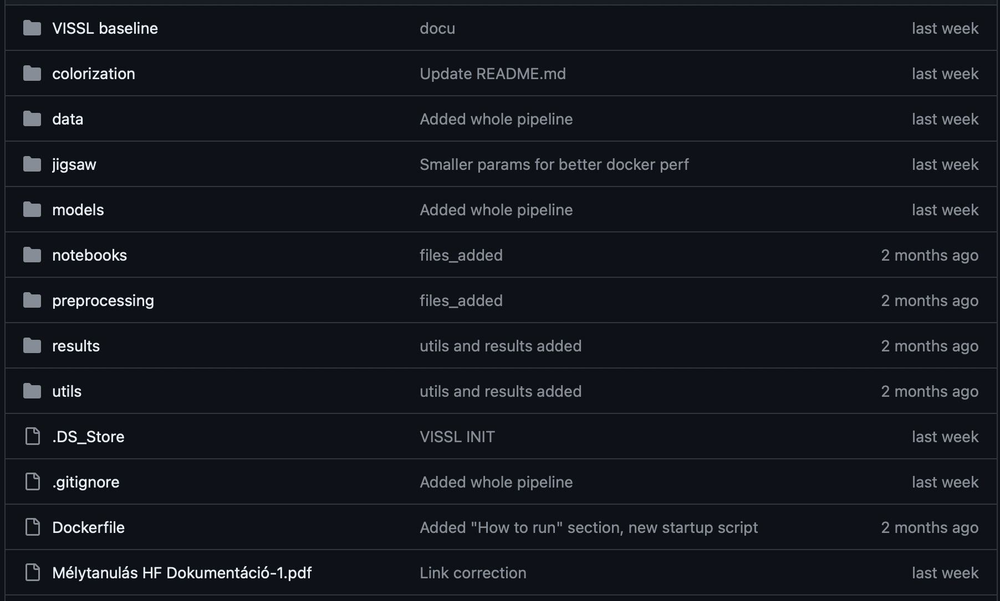 VISSL baseline docu last week
colorization Update README.md last week
data Added whole pipeline last week
jigsaw Smaller params for better docker perf last week
models Added whole pipeline last week
notebooks files_added 2 months ago
preprocessing files_added 2 months ago
results utils and results added 2 months ago
utils utils and results added 2 months ago
.DS_Store VISSL INIT last week
.gitignore Added whole pipeline last week
Dockerfile Added "How to run" section, new startup script 2 months ago
Mélytanulás HF Dokumentáció-1.pdf Link correction last week